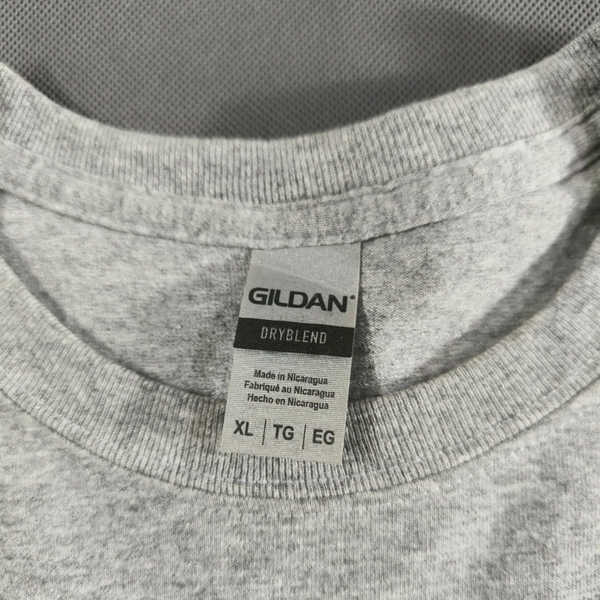 GILDAN®
DRYBLEND
Made in Nicaragua
Fabriqué au Nicaragua
Hecho en Nicaragua
XL | TG | EG